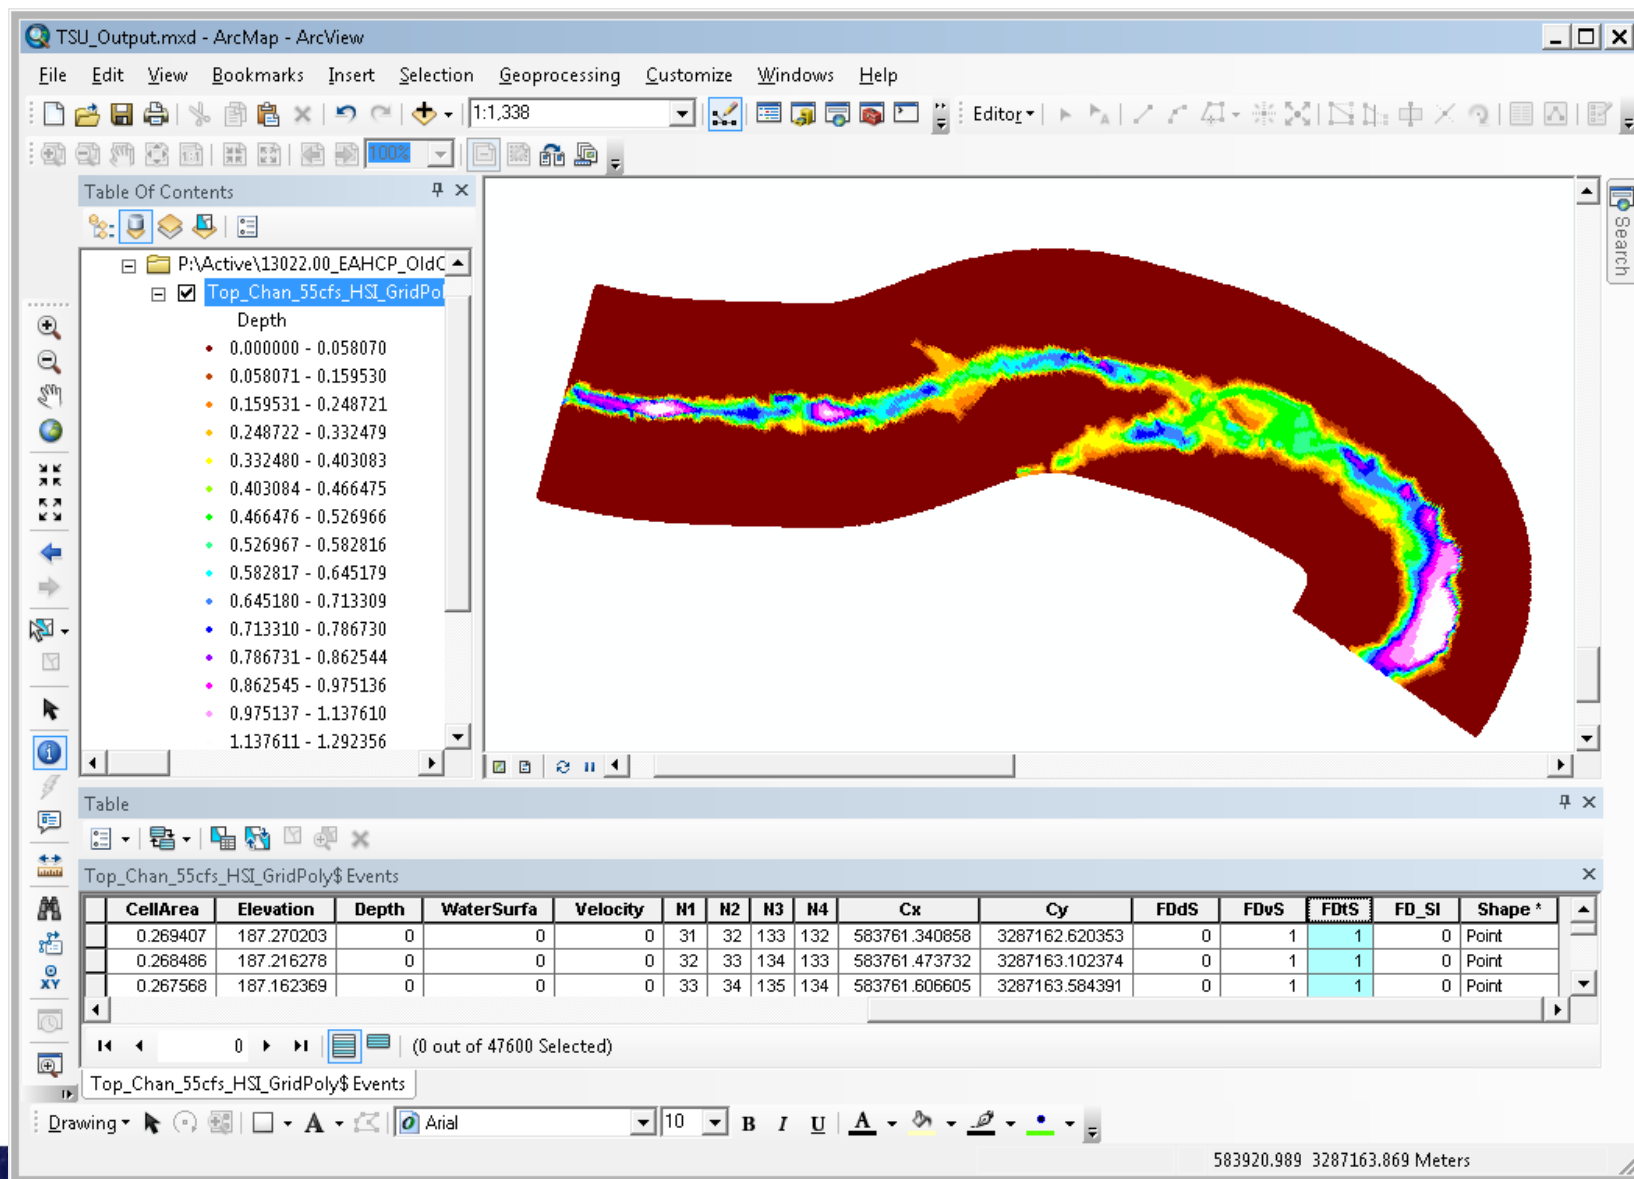 TSU_Output.mxd - ArcMap - ArcView
File Edit View Bookmarks Insert Selection Geoprocessing Customize Windows Help
1:1,338 Editor
100%
Table Of Contents
Search
P:\Active\13022.00_EAHCP_OldC
Top_Chan_55cfs_HSI_GridPol
Depth
0.000000 - 0.058070
0.058071 - 0.159530
0.159531 - 0.248721
0.248722 - 0.332479
0.332480 - 0.403083
0.403084 - 0.466475
0.466476 - 0.526966
0.526967 - 0.582816
0.582817 - 0.645179
0.645180 - 0.713309
0.713310 - 0.786730
0.786731 - 0.862544
0.862545 - 0.975136
0.975137 - 1.137610
1.137611 - 1.292356
Table
Top_Chan_55cfs_HSI_GridPoly$ Events
CellArea Elevation Depth WaterSurfa Velocity N1 N2 N3 N4 Cx Cy FDdS FDvS FDtS FD_SI Shape *
0.269407 187.270203 0 0 0 31 32 133 132 583761.340858 3287162.620353 0 1 1 0 Point
0.268486 187.216278 0 0 0 32 33 134 133 583761.473732 3287163.102374 0 1 1 0 Point
0.267568 187.162369 0 0 0 33 34 135 134 583761.606605 3287163.584391 0 1 1 0 Point
0 (0 out of 47600 Selected)
Top_Chan_55cfs_HSI_GridPoly$ Events
Drawing A Arial 10 B I U A
583920.989 3287163.869 Meters
XY